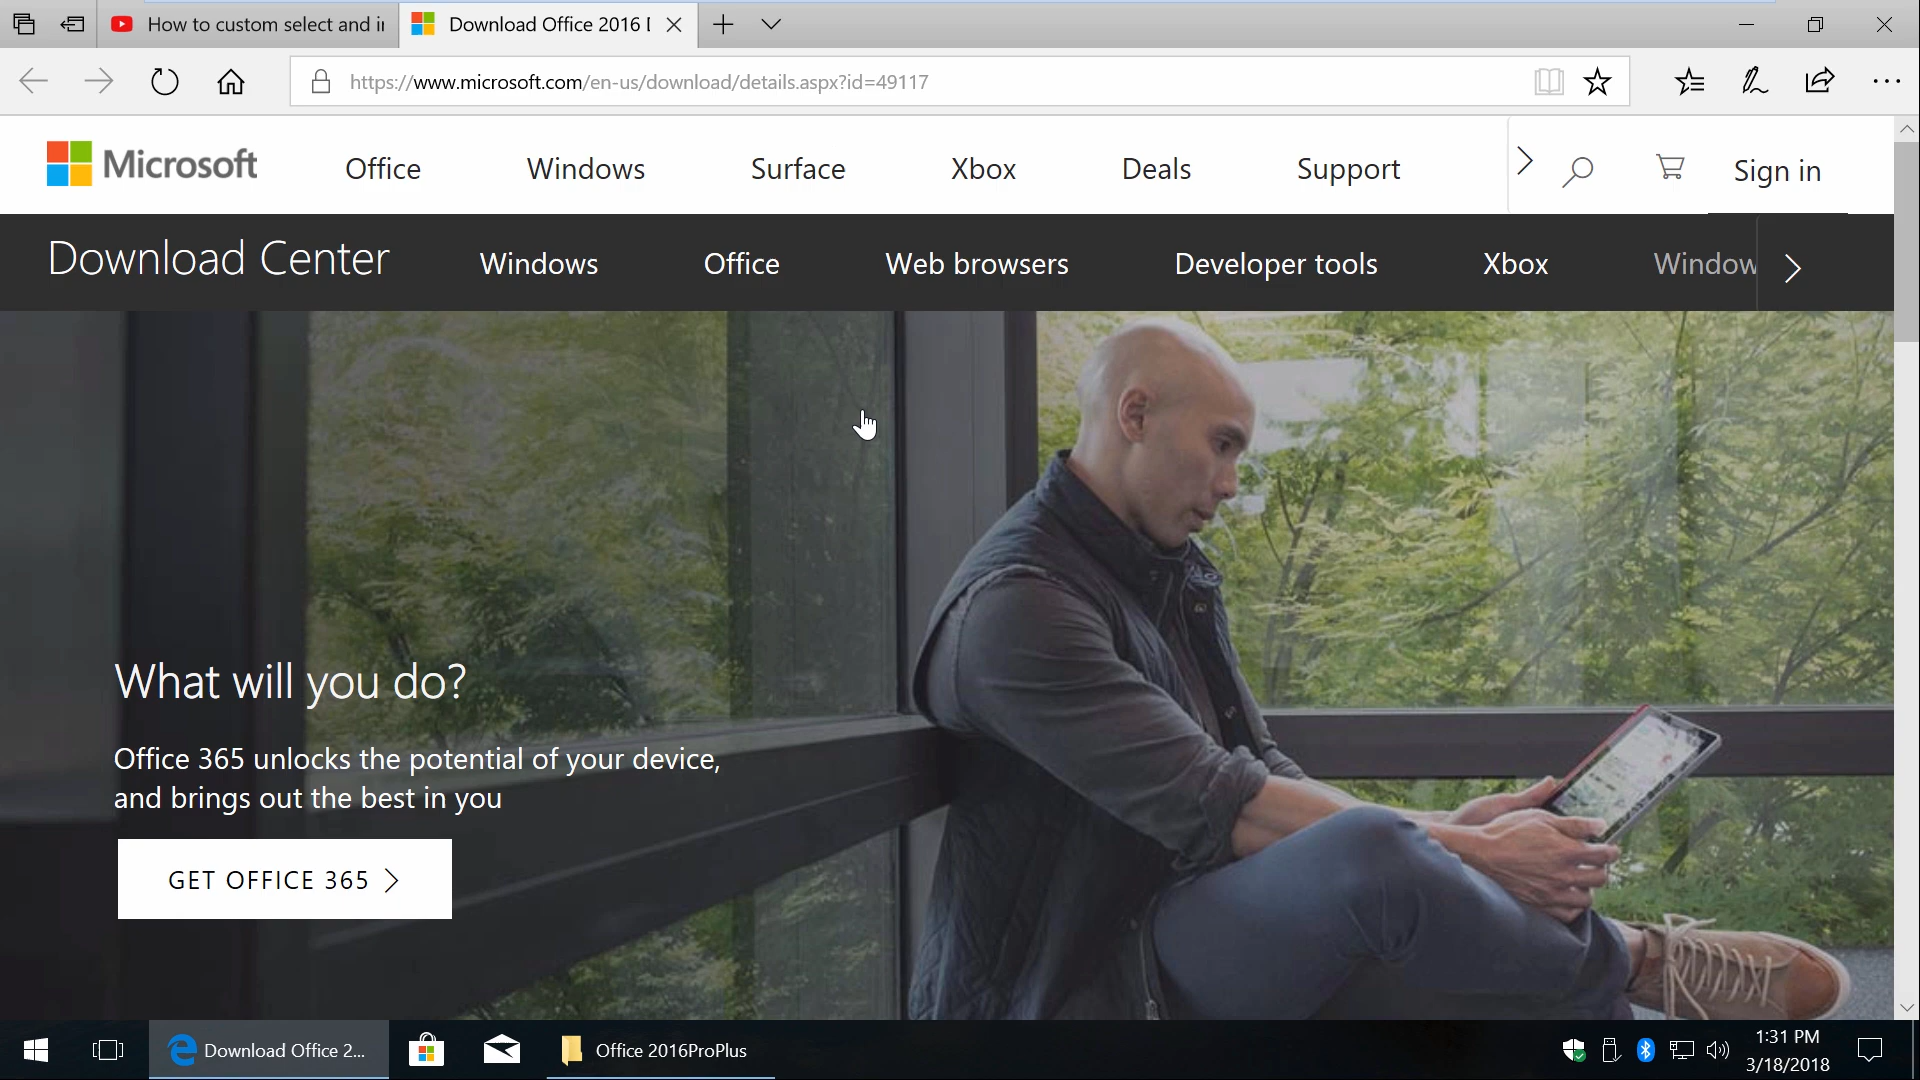 How to custom select and i
Download Office 2016
https://www.microsoft.com/en-us/download/details.aspx?id=49117
Microsoft
Office
Windows
Surface
Xbox
Deals
Support
Sign in
Download Center
Windows
Office
Web browsers
Developer tools
Xbox
Window
What will you do?
Office 365 unlocks the potential of your device,
and brings out the best in you
GET OFFICE 365
Download Office 2...
Office 2016ProPlus
1:31 PM
3/18/2018